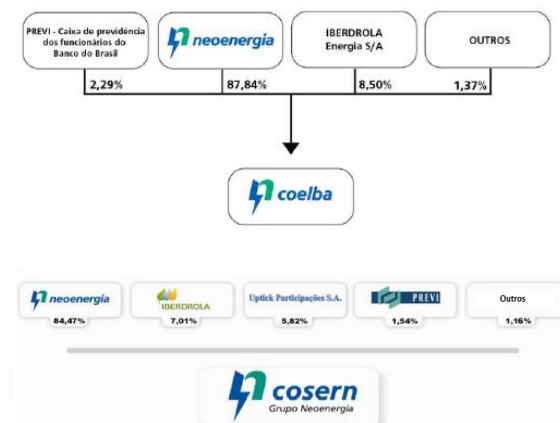 PREVI - Caixa de previdência
dos funcionários do
Banco do Brasil
neoenergia
IBERDROLA
Energia S/A
OUTROS
2,29%
87,84%
8,50%
1,37%
coelba
neoenergia
IBERDROLA
Uptick Participações S.A.
PREVI
Outros
84,47%
7,01%
5,82%
1,54%
1,16%
cosern
Grupo Neoenergia